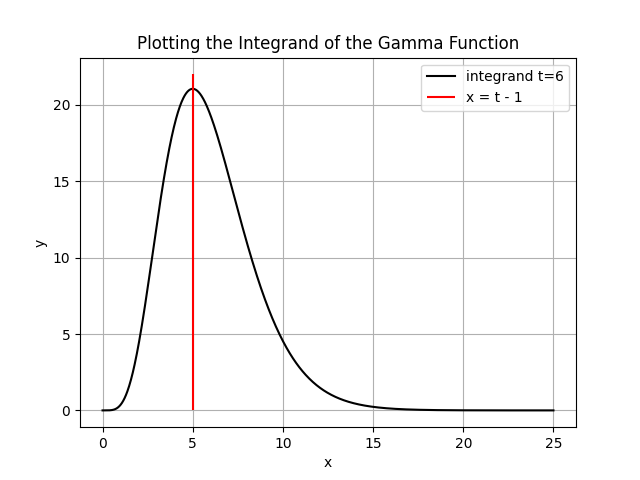 Plotting the Integrand of the Gamma Function
integrand t=6
x = t - 1
20
15
10
5
0
y
0 5 10 15 20 25
x